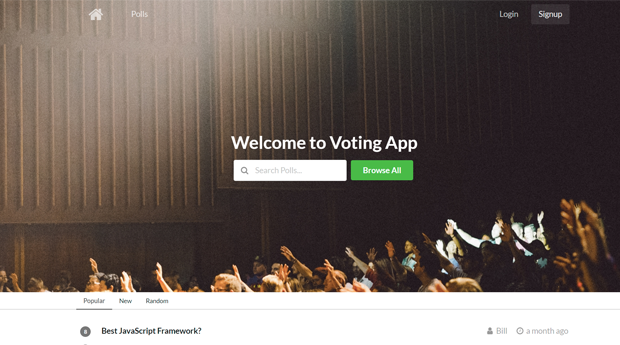 Polls Login Signup
Welcome to Voting App
Search Polls... Browse All
Popular New Random
Best JavaScript Framework? Bill a month ago